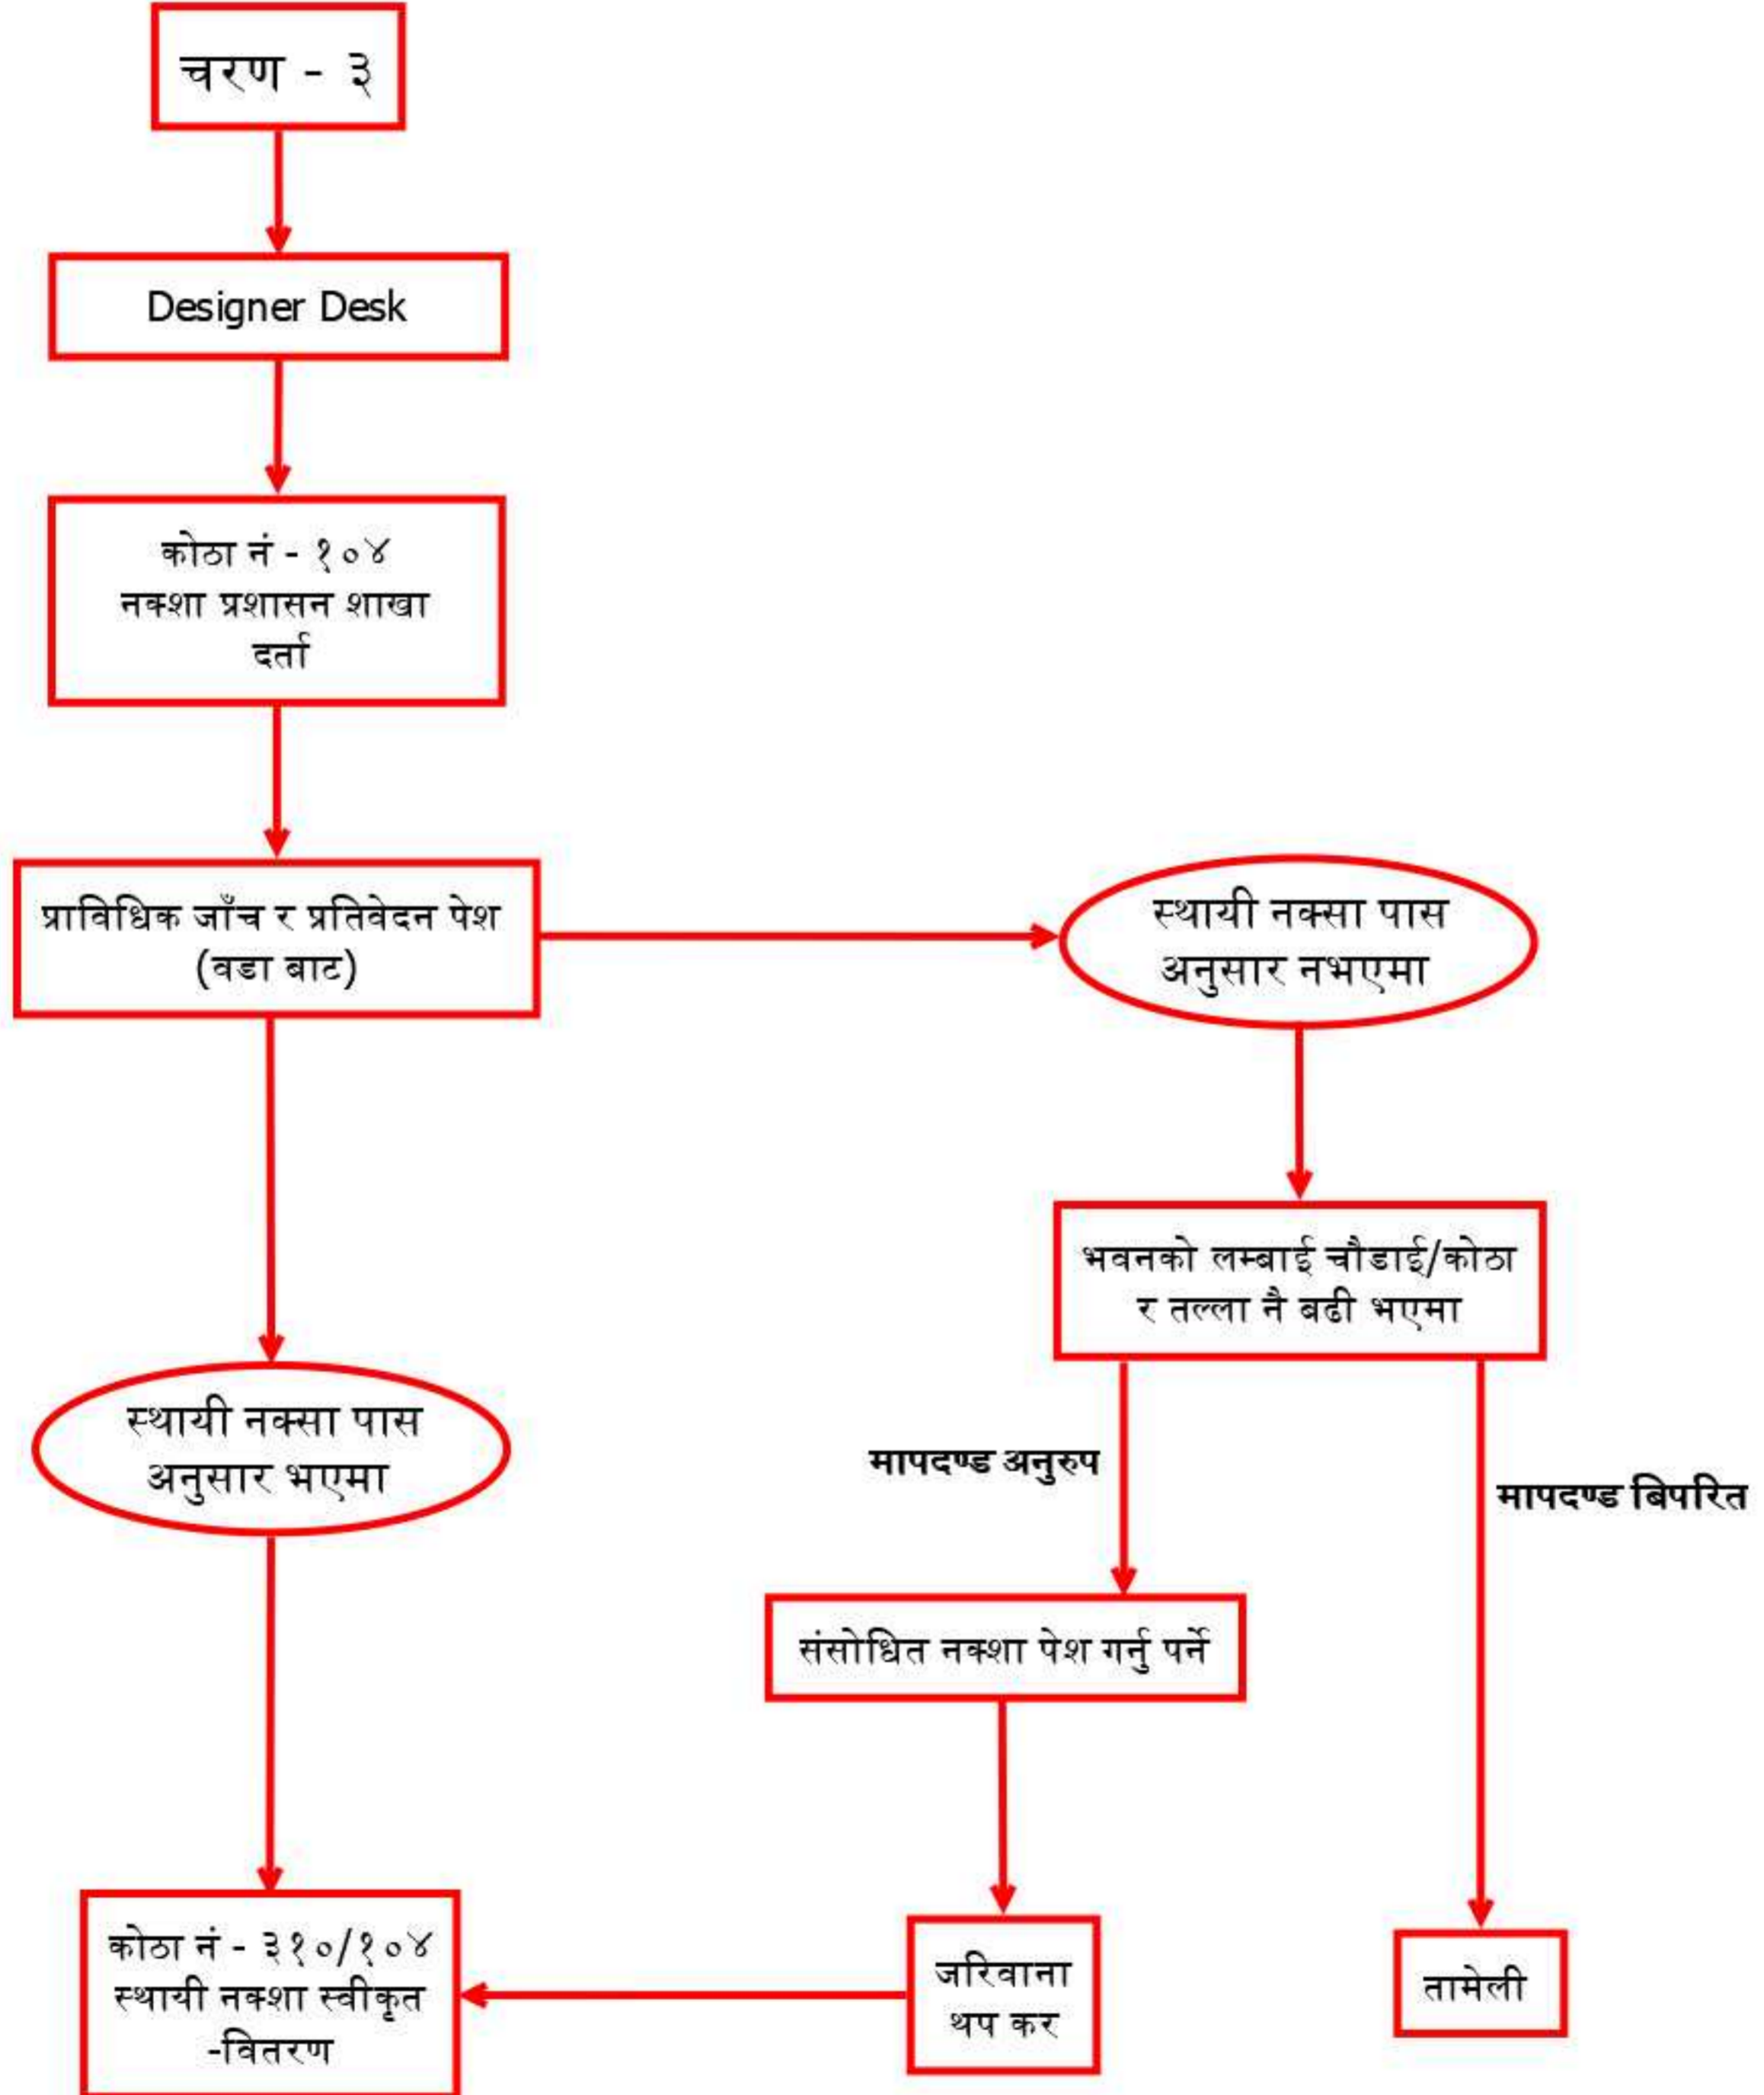 चरण - ३
Designer Desk
कोठा नं - १०४
नक्शा प्रशासन शाखा
दर्ता
प्राविधिक जाँच र प्रतिवेदन पेश
(वडा बाट)
स्थायी नक्सा पास
अनुसार नभएमा
भवनको लम्बाई चौडाई/कोठा
र तल्ला नै बढी भएमा
स्थायी नक्सा पास
अनुसार भएमा
मापदण्ड अनुरुप
मापदण्ड बिपरित
संसोधित नक्शा पेश गर्नु पर्ने
कोठा नं - ३१०/१०४
स्थायी नक्शा स्वीकृत
-वितरण
जरिवाना
थप कर
तामेली